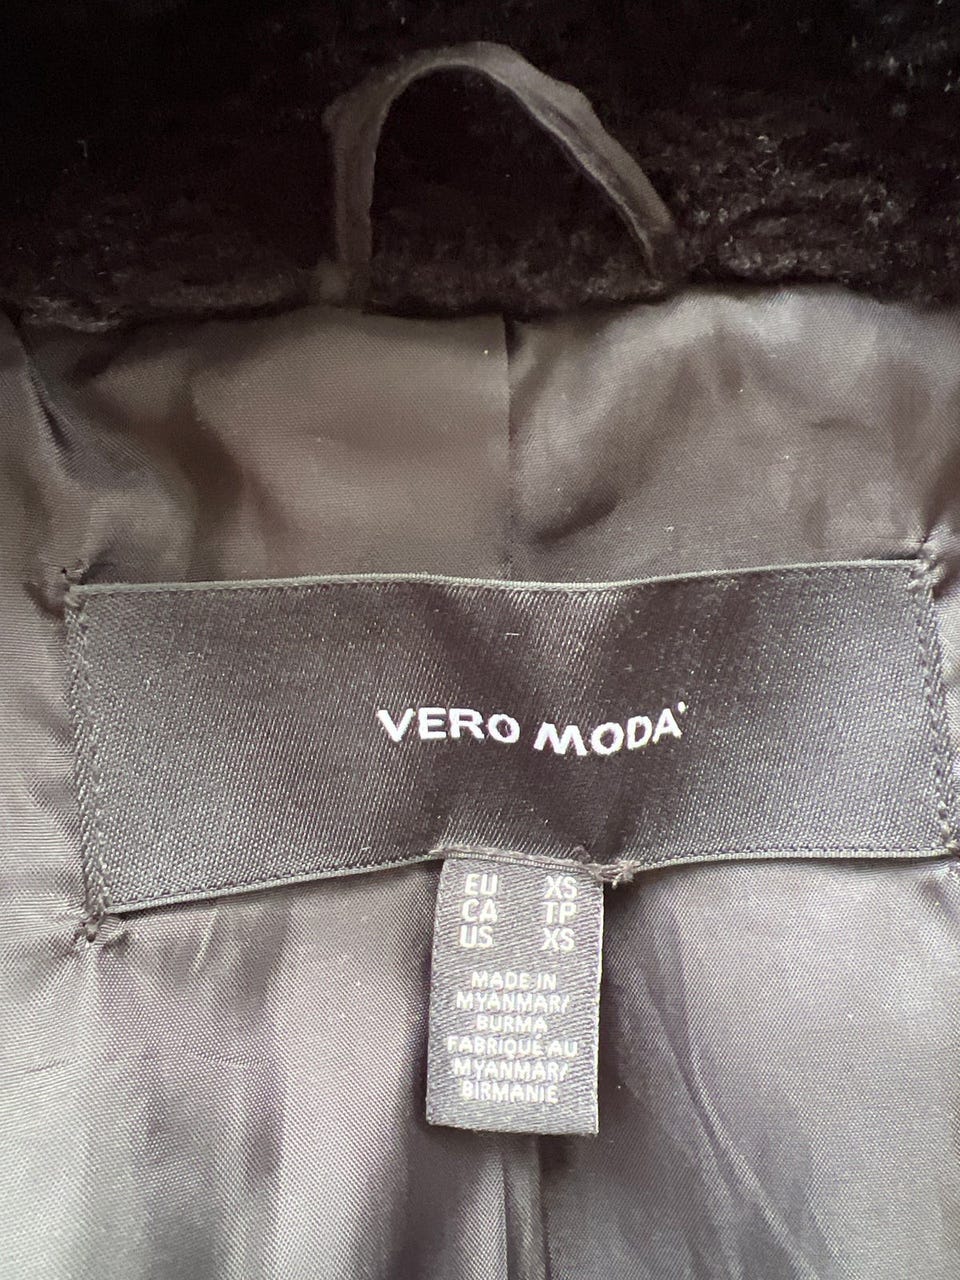 VERO MODA
EU XS
CA TP
US XS
MADE IN
MYANMAR/
BURMA
FABRIQUÉ AU
MYANMAR/
BIRMANIE